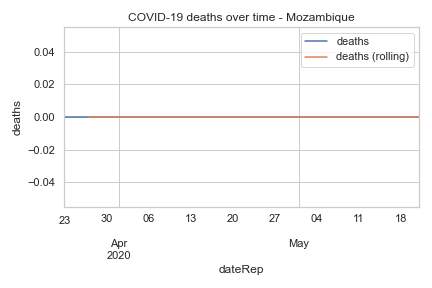 COVID-19 deaths over time - Mozambique
deaths
deaths (rolling)
0.04
0.02
0.00
−0.02
−0.04
deaths
23 30 06 13 20 27 04 11 18
Apr May
2020
dateRep